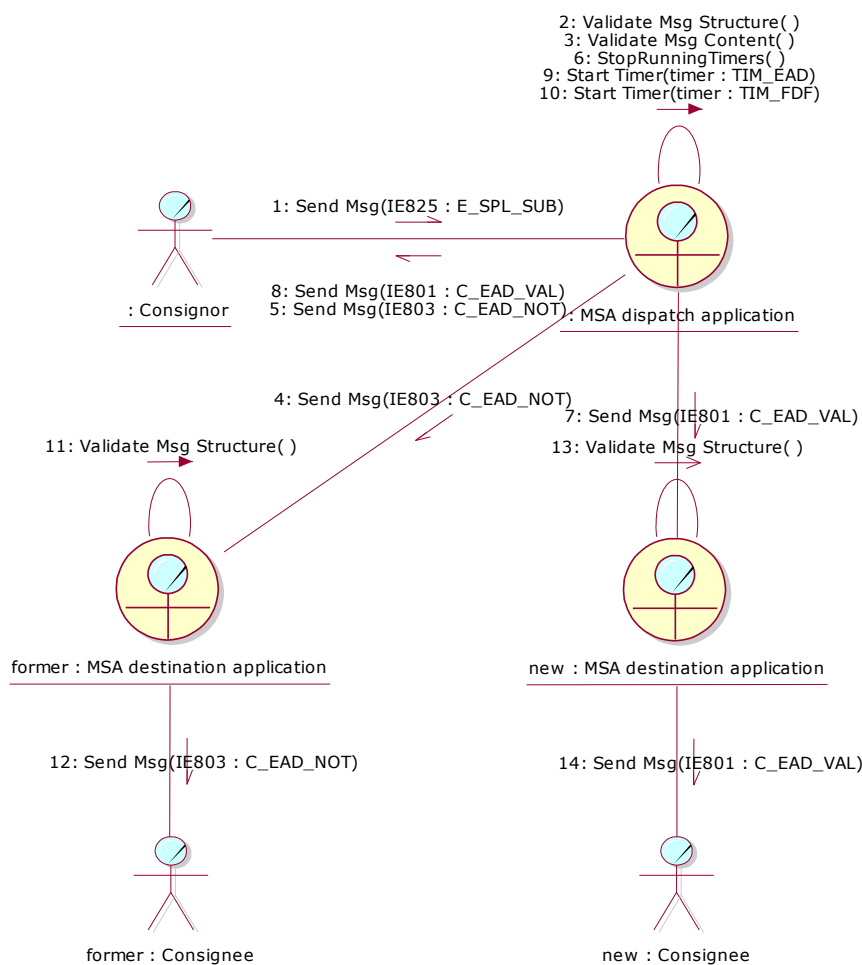 2: Validate Msg Structure( )
3: Validate Msg Content( )
6: StopRunningTimers( )
9: Start Timer(timer : TIM_EAD)
10: Start Timer(timer : TIM_FDF)
1: Send Msg(IE825 : E_SPL_SUB)
8: Send Msg(IE801 : C_EAD_VAL)
5: Send Msg(IE803 : C_EAD_NOT)
: Consignor
: MSA dispatch application
4: Send Msg(IE803 : C_EAD_NOT)
7: Send Msg(IE801 : C_EAD_VAL)
11: Validate Msg Structure( )
13: Validate Msg Structure( )
former : MSA destination application
new : MSA destination application
12: Send Msg(IE803 : C_EAD_NOT)
14: Send Msg(IE801 : C_EAD_VAL)
former : Consignee
new : Consignee